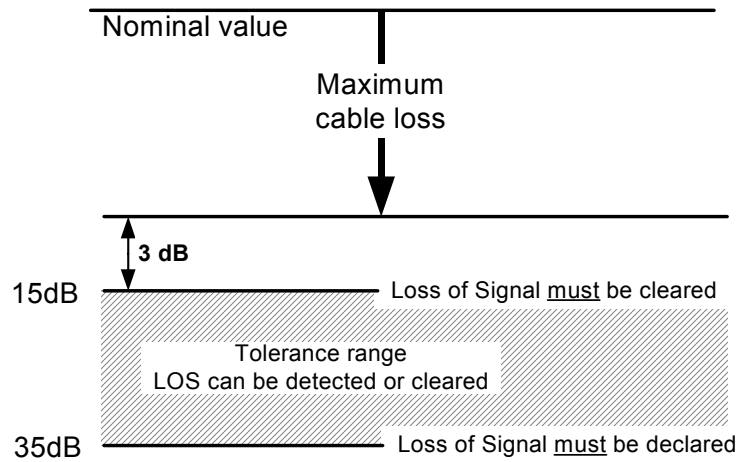 Nominal value
Maximum
cable loss
3 dB
15dB
Loss of Signal must be cleared
Tolerance range
LOS can be detected or cleared
35dB
Loss of Signal must be declared